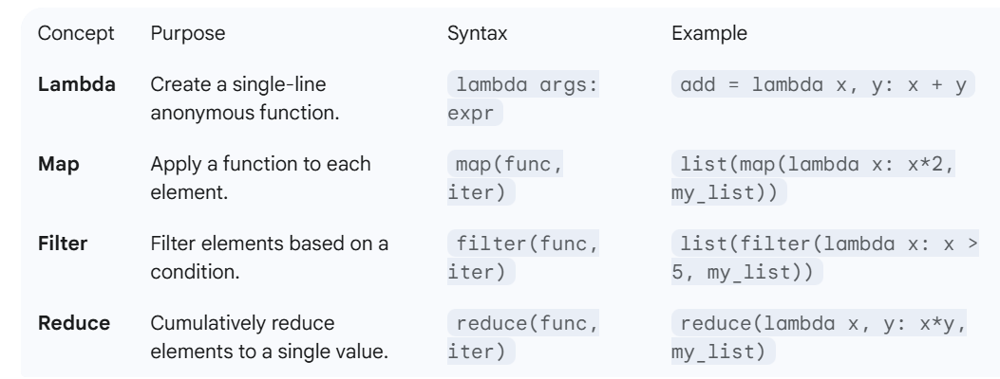 Concept Purpose Syntax Example
Lambda Create a single-line lambda args: add = lambda x, y: x + y
anonymous function. expr
Map Apply a function to each map(func, list(map(lambda x: x*2,
element. iter) my_list))
Filter Filter elements based on a filter(func, list(filter(lambda x: x >
condition. iter) 5, my_list))
Reduce Cumulatively reduce reduce(func, reduce(lambda x, y: x*y,
elements to a single value. iter) my_list)